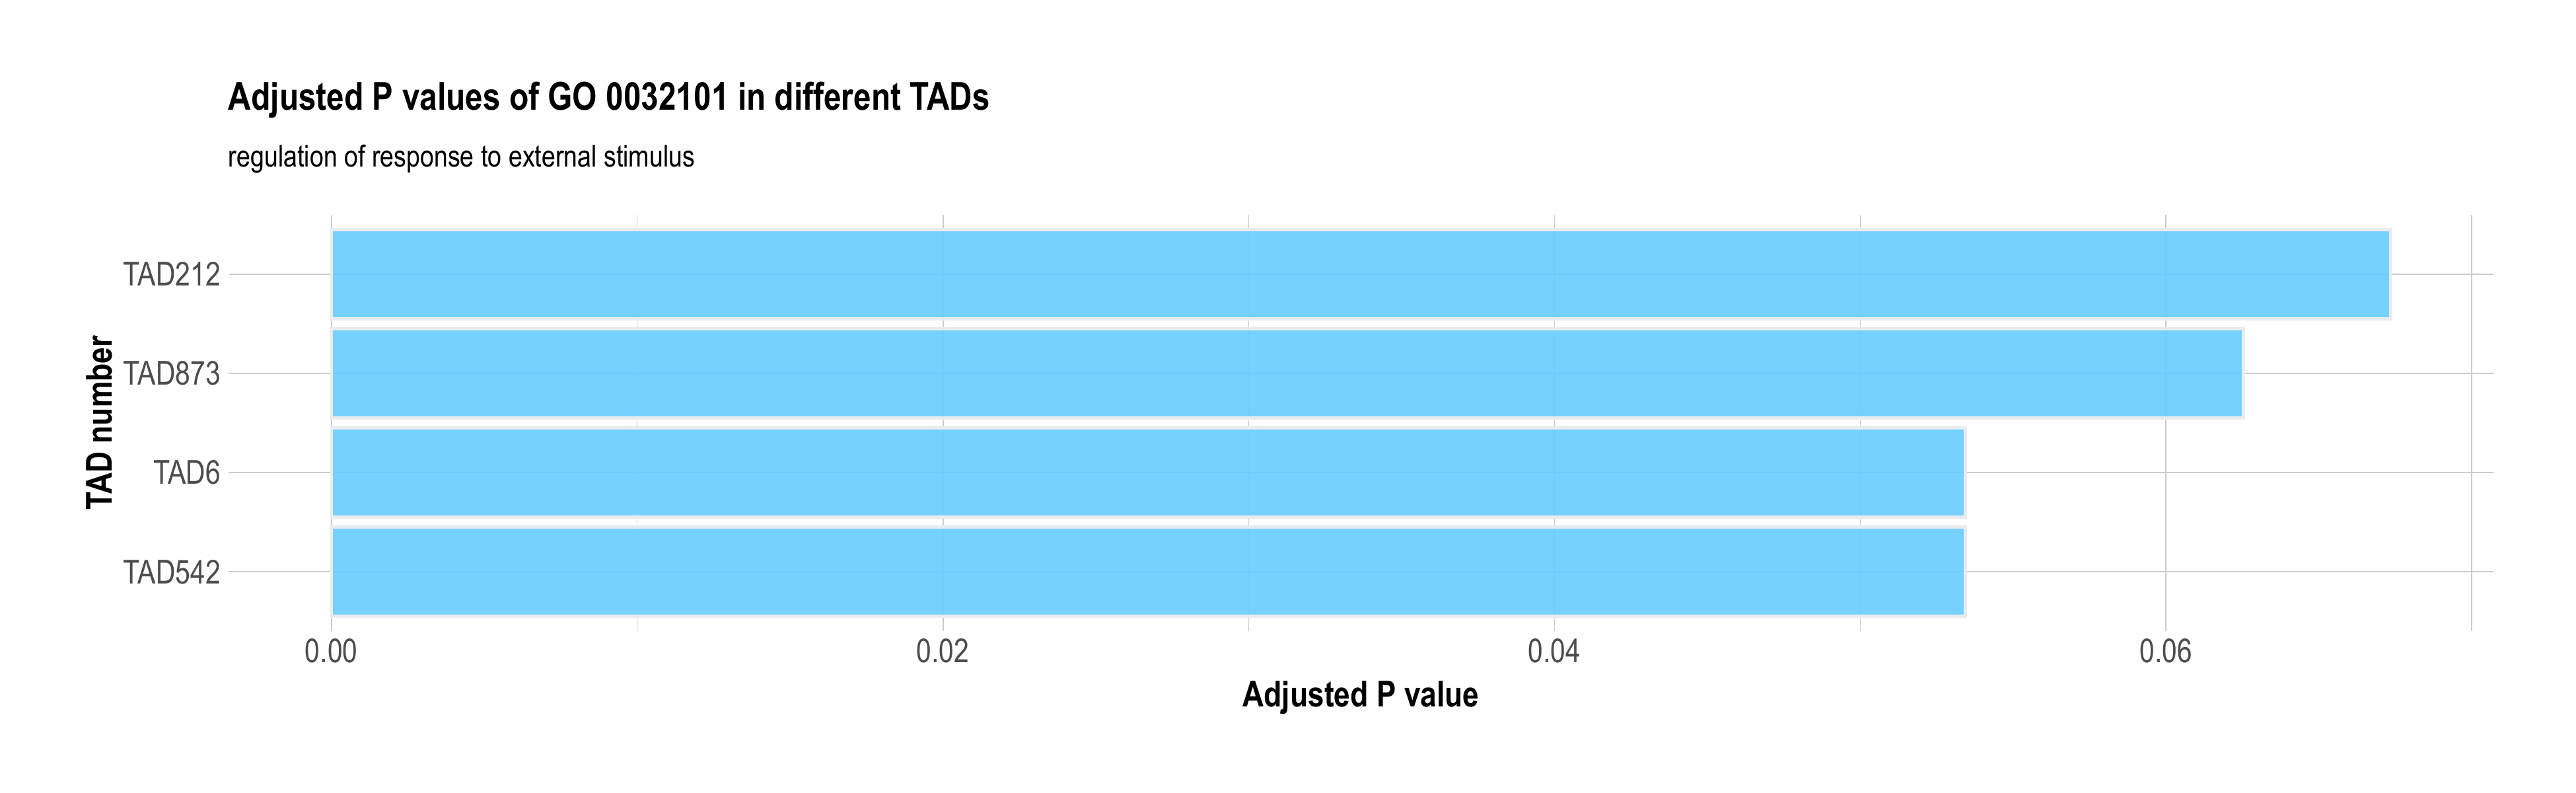 Adjusted P values of GO 0032101 in different TADs
regulation of response to external stimulus
TAD number
TAD212
TAD873
TAD6
TAD542
0.00 0.02 0.04 0.06
Adjusted P value